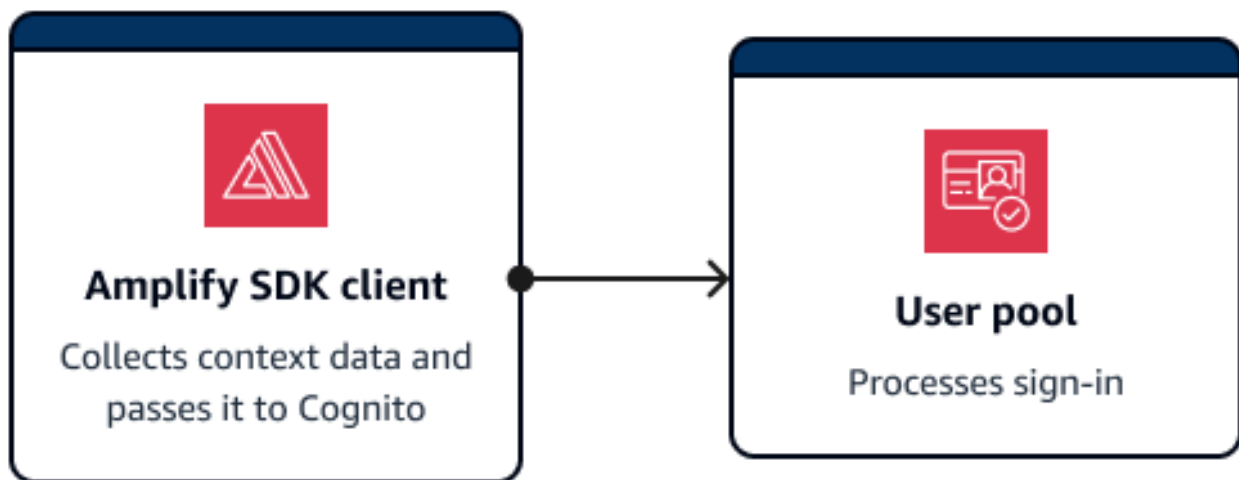 Amplify SDK client
Collects context data and
passes it to Cognito
User pool
Processes sign-in